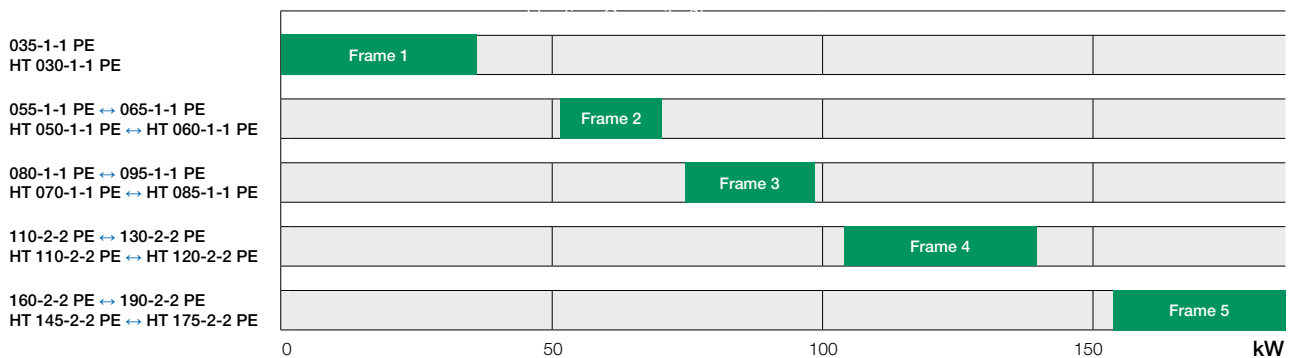 035-1-1 PE
HT 030-1-1 PE
Frame 1
055-1-1 PE ↔ 065-1-1 PE
HT 050-1-1 PE ↔ HT 060-1-1 PE
Frame 2
080-1-1 PE ↔ 095-1-1 PE
HT 070-1-1 PE ↔ HT 085-1-1 PE
Frame 3
110-2-2 PE ↔ 130-2-2 PE
HT 110-2-2 PE ↔ HT 120-2-2 PE
Frame 4
160-2-2 PE ↔ 190-2-2 PE
HT 145-2-2 PE ↔ HT 175-2-2 PE
Frame 5
0 50 100 150 kW